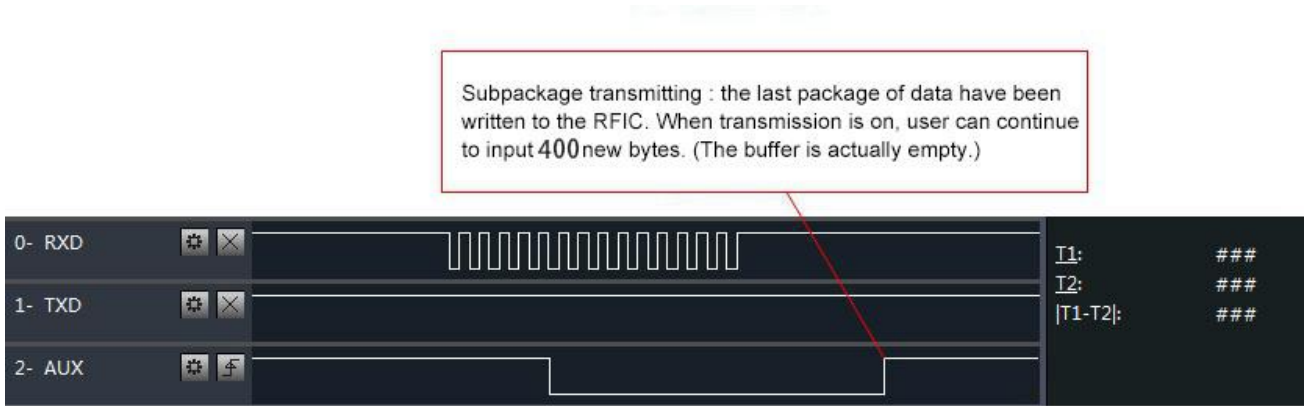 Subpackage transmitting : the last package of data have been
written to the RFIC. When transmission is on, user can continue
to input 400 new bytes. (The buffer is actually empty.)
0- RXD
T1: ###
1- TXD
T2: ###
|T1-T2|: ###
2- AUX